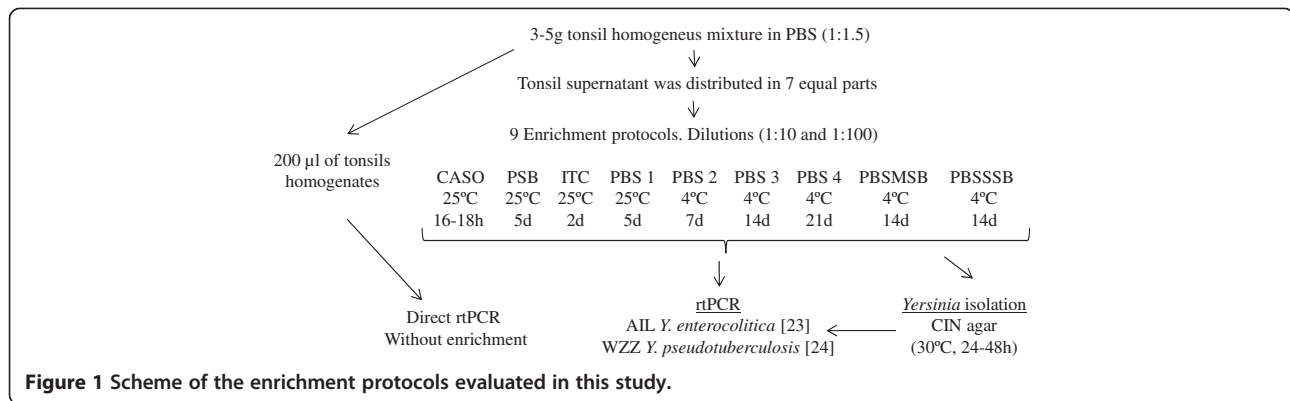 3-5g tonsil homogeneus mixture in PBS (1:1.5)
Tonsil supernatant was distributed in 7 equal parts
9 Enrichment protocols. Dilutions (1:10 and 1:100)
200 µl of tonsils
homogenates
CASO PSB ITC PBS 1 PBS 2 PBS 3 PBS 4 PBSMSB PBSSSB
25ºC 25ºC 25ºC 25ºC 4ºC 4ºC 4ºC 4ºC 4ºC
16-18h 5d 2d 5d 7d 14d 21d 14d 14d
Direct rtPCR
Without enrichment
rtPCR
AIL Y. enterocolitica [23]
WZZ Y. pseudotuberculosis [24]
Yersinia isolation
CIN agar
(30ºC, 24-48h)
Figure 1 Scheme of the enrichment protocols evaluated in this study.